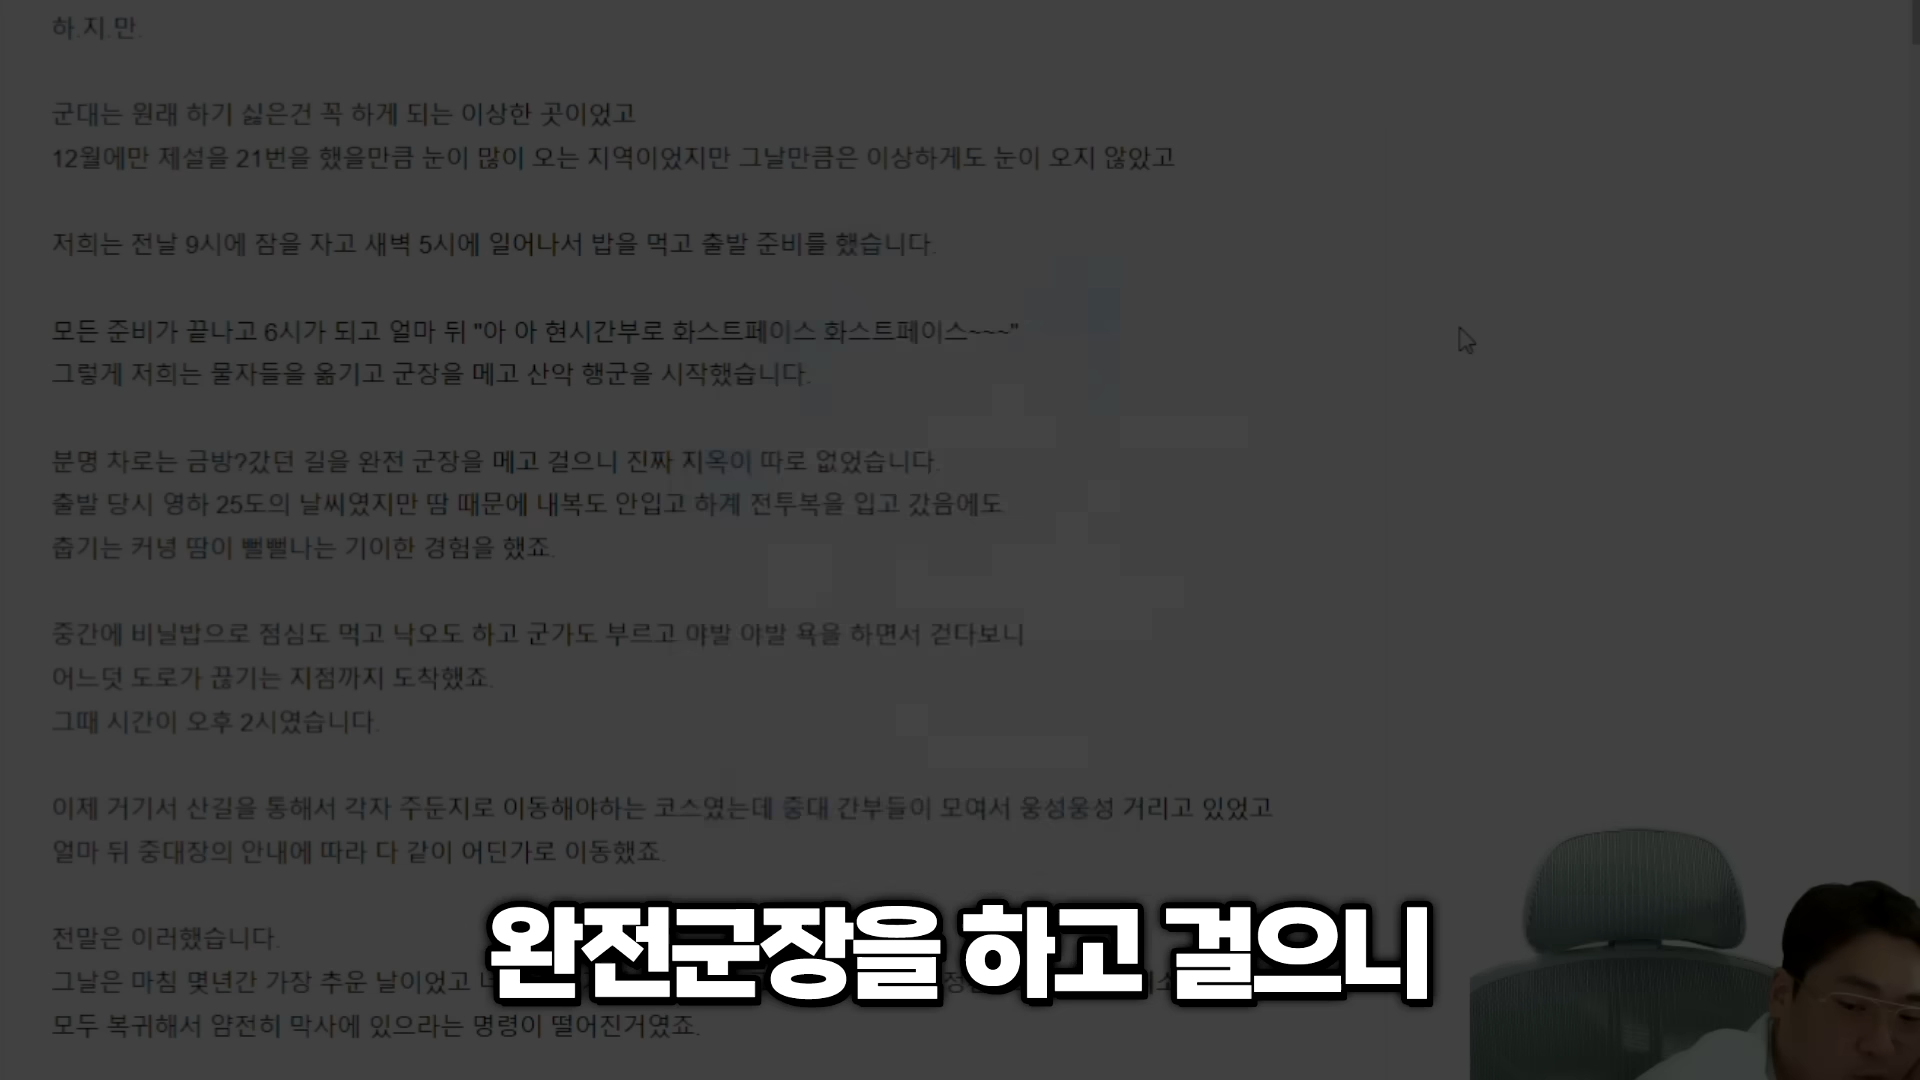 하.지.만.
군대는 원래 하기 싫은건 꼭 하게 되는 이상한 곳이었고
12월에만 제설을 21번을 했을만큼 눈이 많이 오는 지역이었지만 그날만큼은 이상하게도 눈이 오지 않았고
저희는 전날 9시에 잠을 자고 새벽 5시에 일어나서 밥을 먹고 출발 준비를 했습니다.
모든 준비가 끝나고 6시가 되고 얼마 뒤 "아 아 현시간부로 화스트페이스 화스트페이스~~~"
그렇게 저희는 물자들을 옮기고 군장을 메고 산악 행군을 시작했습니다.
분명 차로는 금방?갔던 길을 완전 군장을 메고 걸으니 진짜 지옥이 따로 없었습니다.
출발 당시 영하 25도의 날씨였지만 땀 때문에 내복도 안입고 하계 전투복을 입고 갔음에도
춥기는 커녕 땀이 뻘뻘나는 기이한 경험을 했죠.
중간에 비닐밥으로 점심도 먹고 낙오도 하고 군가도 부르고 야발 야발 욕을 하면서 걷다보니
어느덧 도로가 끊기는 지점까지 도착했죠.
그때 시간이 오후 2시였습니다.
이제 거기서 산길을 통해서 각자 주둔지로 이동해야하는 코스였는데 중대 간부들이 모여서 웅성웅성 거리고 있었고
얼마 뒤 중대장의 안내에 따라 다 같이 어딘가로 이동했죠.
전말은 이러했습니다.
그날은 마침 몇년간 가장 추운 날이었고
모두 복귀해서 얌전히 막사에 있으라는 명령이 떨어진거였죠.
완전군장을 하고 걸으니